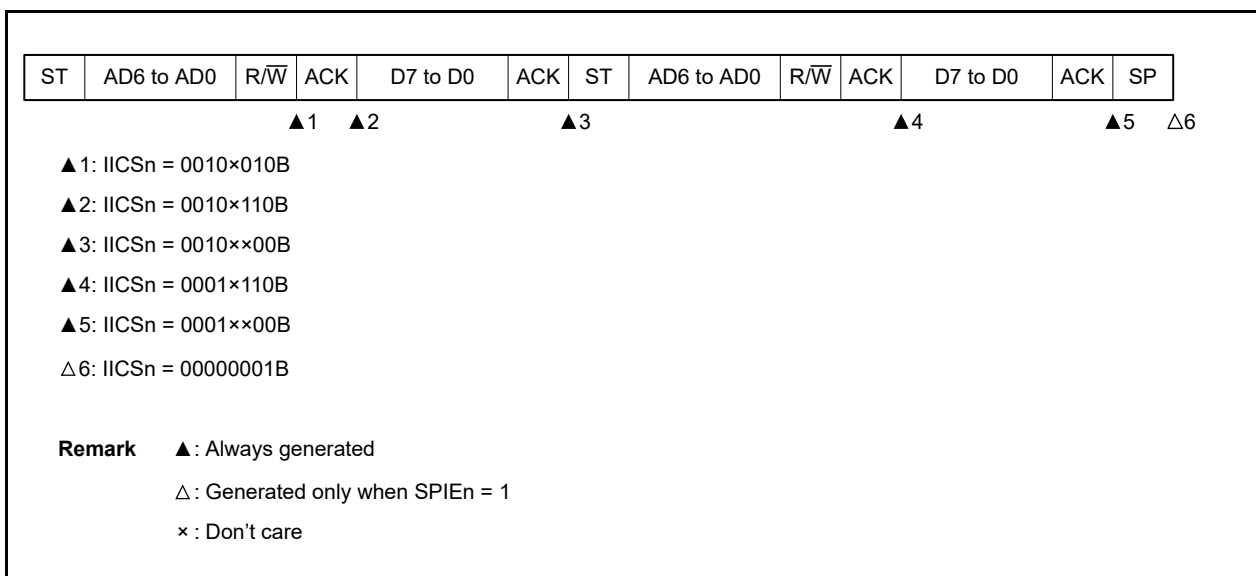 ST AD6 to AD0 R/W̅ ACK D7 to D0 ACK ST AD6 to AD0 R/W̅ ACK D7 to D0 ACK SP
▲1 ▲2 ▲3 ▲4 ▲5 △6
▲1: IICSn = 0010×010B
▲2: IICSn = 0010×110B
▲3: IICSn = 0010××00B
▲4: IICSn = 0001×110B
▲5: IICSn = 0001××00B
△6: IICSn = 00000001B
Remark ▲: Always generated
△: Generated only when SPIEn = 1
×: Don’t care